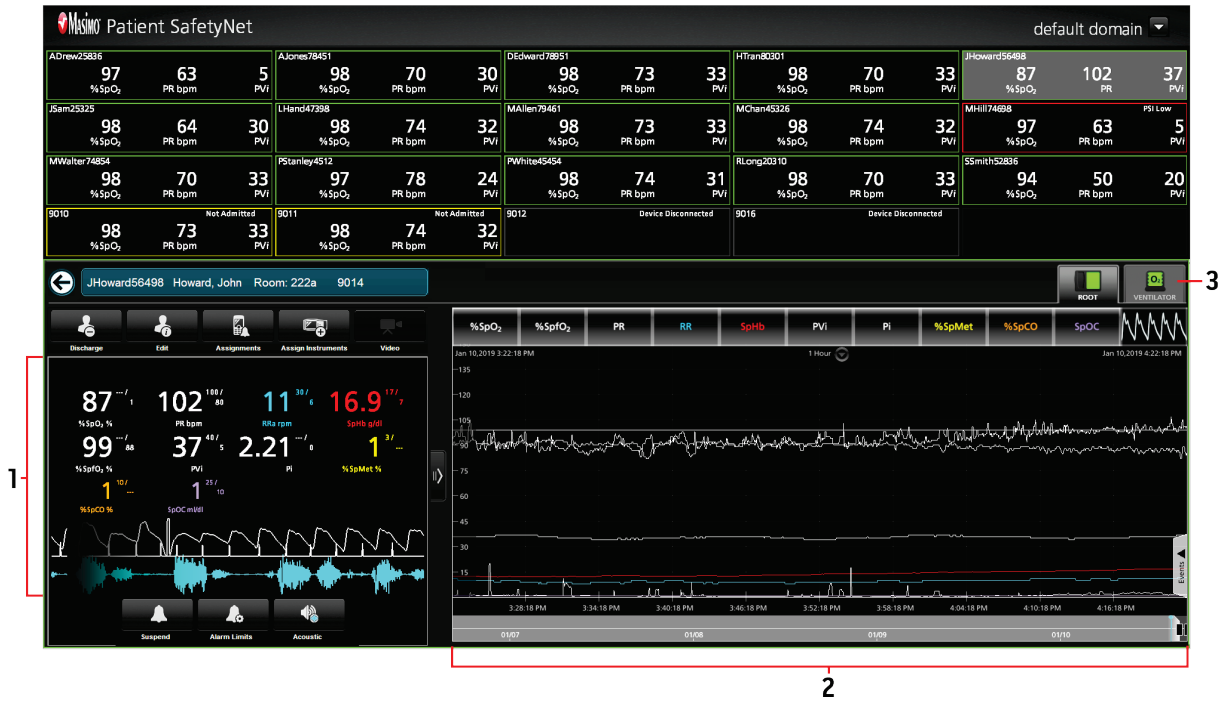 Masimo Patient SafetyNet default domain
ADrew25836 AJones78451 DEdward78951 HTran80301 JHoward56498
97 63 5 98 70 30 98 73 33 98 70 33 87 102 37
%SpO₂ PR bpm PVi %SpO₂ PR bpm PVi %SpO₂ PR bpm PVi %SpO₂ PR bpm PVi %SpO₂ PR PVi
JSam25325 LHand47398 MAllen79461 MChan45326 MHill74698 PSI Low
98 64 30 98 74 32 98 73 33 98 74 32 97 63 5
%SpO₂ PR bpm PVi %SpO₂ PR bpm PVi %SpO₂ PR bpm PVi %SpO₂ PR bpm PVi %SpO₂ PR bpm PVi
MWalter74854 PStanley4512 PWhite45454 RLong20310 SSmith52836
98 70 33 97 78 24 98 74 31 98 70 33 94 50 20
%SpO₂ PR bpm PVi %SpO₂ PR bpm PVi %SpO₂ PR bpm PVi %SpO₂ PR bpm PVi %SpO₂ PR bpm PVi
9010 Not Admitted 9011 Not Admitted 9012 Device Disconnected 9016 Device Disconnected
98 73 33 98 74 32
%SpO₂ PR bpm PVi %SpO₂ PR bpm PVi
JHoward56498 Howard, John Room: 222a 9014
O₂
ROOT VENTILATOR
3
Discharge Edit Assignments Assign Instruments Video
1
87 ---/ 1 102 100/ 80 11 30/ 6 16.9 17/ 7
%SpO₂ % PR bpm RRa rpm SpHb g/dl
99 ---/ 88 37 40/ 5 2.21 ---/ 0 1 3/ ---
%SpfO₂ % PVi Pi %SpMet %
1 10/ --- 1 25/ 10
%SpCO % SpOC ml/dl
Suspend Alarm Limits Acoustic
%SpO₂ %SpfO₂ PR RR SpHb PVi Pi %SpMet %SpCO SpOC
Jan 10,2019 3:22:18 PM 1 Hour Jan 10,2019 4:22:18 PM
135
120
105
75
60
45
30
15
Events
3:28:18 PM 3:34:18 PM 3:40:18 PM 3:46:18 PM 3:52:18 PM 3:58:18 PM 4:04:18 PM 4:10:18 PM 4:16:18 PM
01/07 01/08 01/09 01/10
2